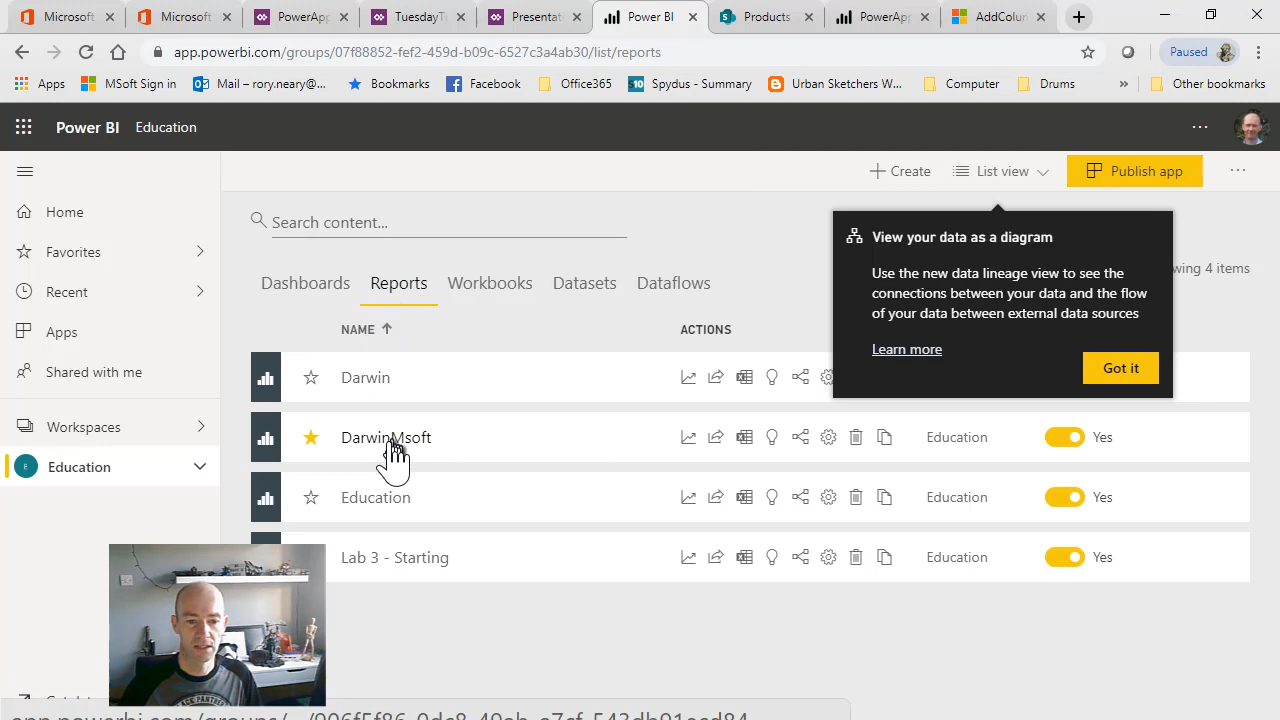 Microsoft
Microsoft
PowerApp
TuesdayTu
Presentat
Power BI
Products
PowerApp
AddColun
app.powerbi.com/groups/07f88852-fef2-459d-b09c-6527c3a4ab30/list/reports
Paused
Apps
MSoft Sign in
Mail – rory.neary@...
Bookmarks
Facebook
Office365
Spydus - Summary
Urban Sketchers W...
Computer
Drums
»
Other bookmarks
Power BI Education
Create
List view
Publish app
Home
Favorites
Recent
Apps
Shared with me
Workspaces
E Education
Search content...
View your data as a diagram
Use the new data lineage view to see the
connections between your data and the flow
of your data between external data sources
Learn more
Got it
wing 4 items
Dashboards Reports Workbooks Datasets Dataflows
NAME ACTIONS
Darwin
DarwinMsoft Education Yes
Education Education Yes
Lab 3 - Starting Education Yes